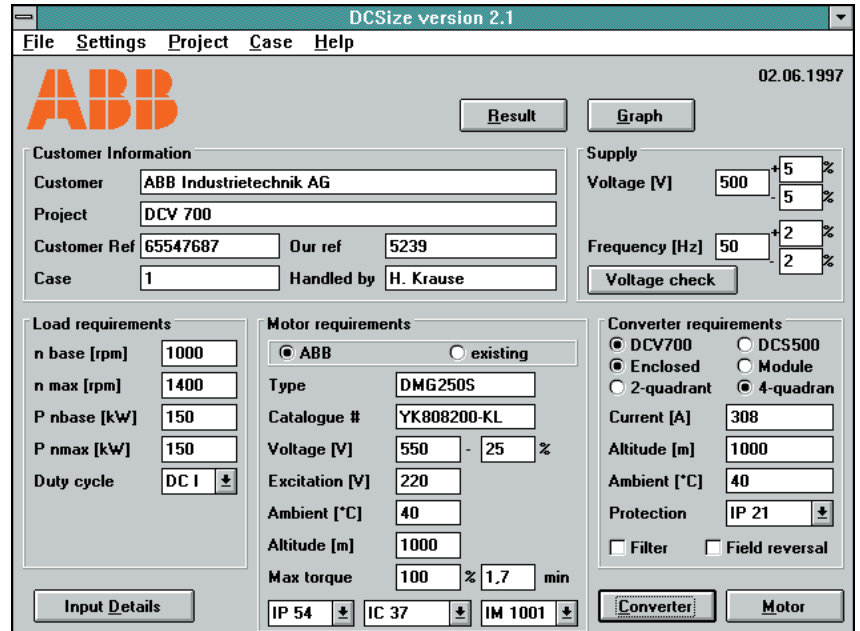 DCSize version 2.1
File Settings Project Case Help
ABB
02.06.1997
Result Graph
Customer Information
Customer ABB Industrietechnik AG
Project DCV 700
Customer Ref 65547687 Our ref 5239
Case 1 Handled by H. Krause
Supply
Voltage [V] 500 + 5 %
- 5 %
Frequency [Hz] 50 + 2 %
- 2 %
Voltage check
Load requirements
n base [rpm] 1000
n max [rpm] 1400
P nbase [kW] 150
P nmax [kW] 150
Duty cycle DC I
Input Details
Motor requirements
ABB existing
Type DMG250S
Catalogue # YK808200-KL
Voltage [V] 550 - 25 %
Excitation [V] 220
Ambient [°C] 40
Altitude [m] 1000
Max torque 100 % 1,7 min
IP 54 IC 37 IM 1001
Converter requirements
DCV700 DCS500
Enclosed Module
2-quadrant 4-quadran
Current [A] 308
Altitude [m] 1000
Ambient [°C] 40
Protection IP 21
Filter Field reversal
Converter Motor